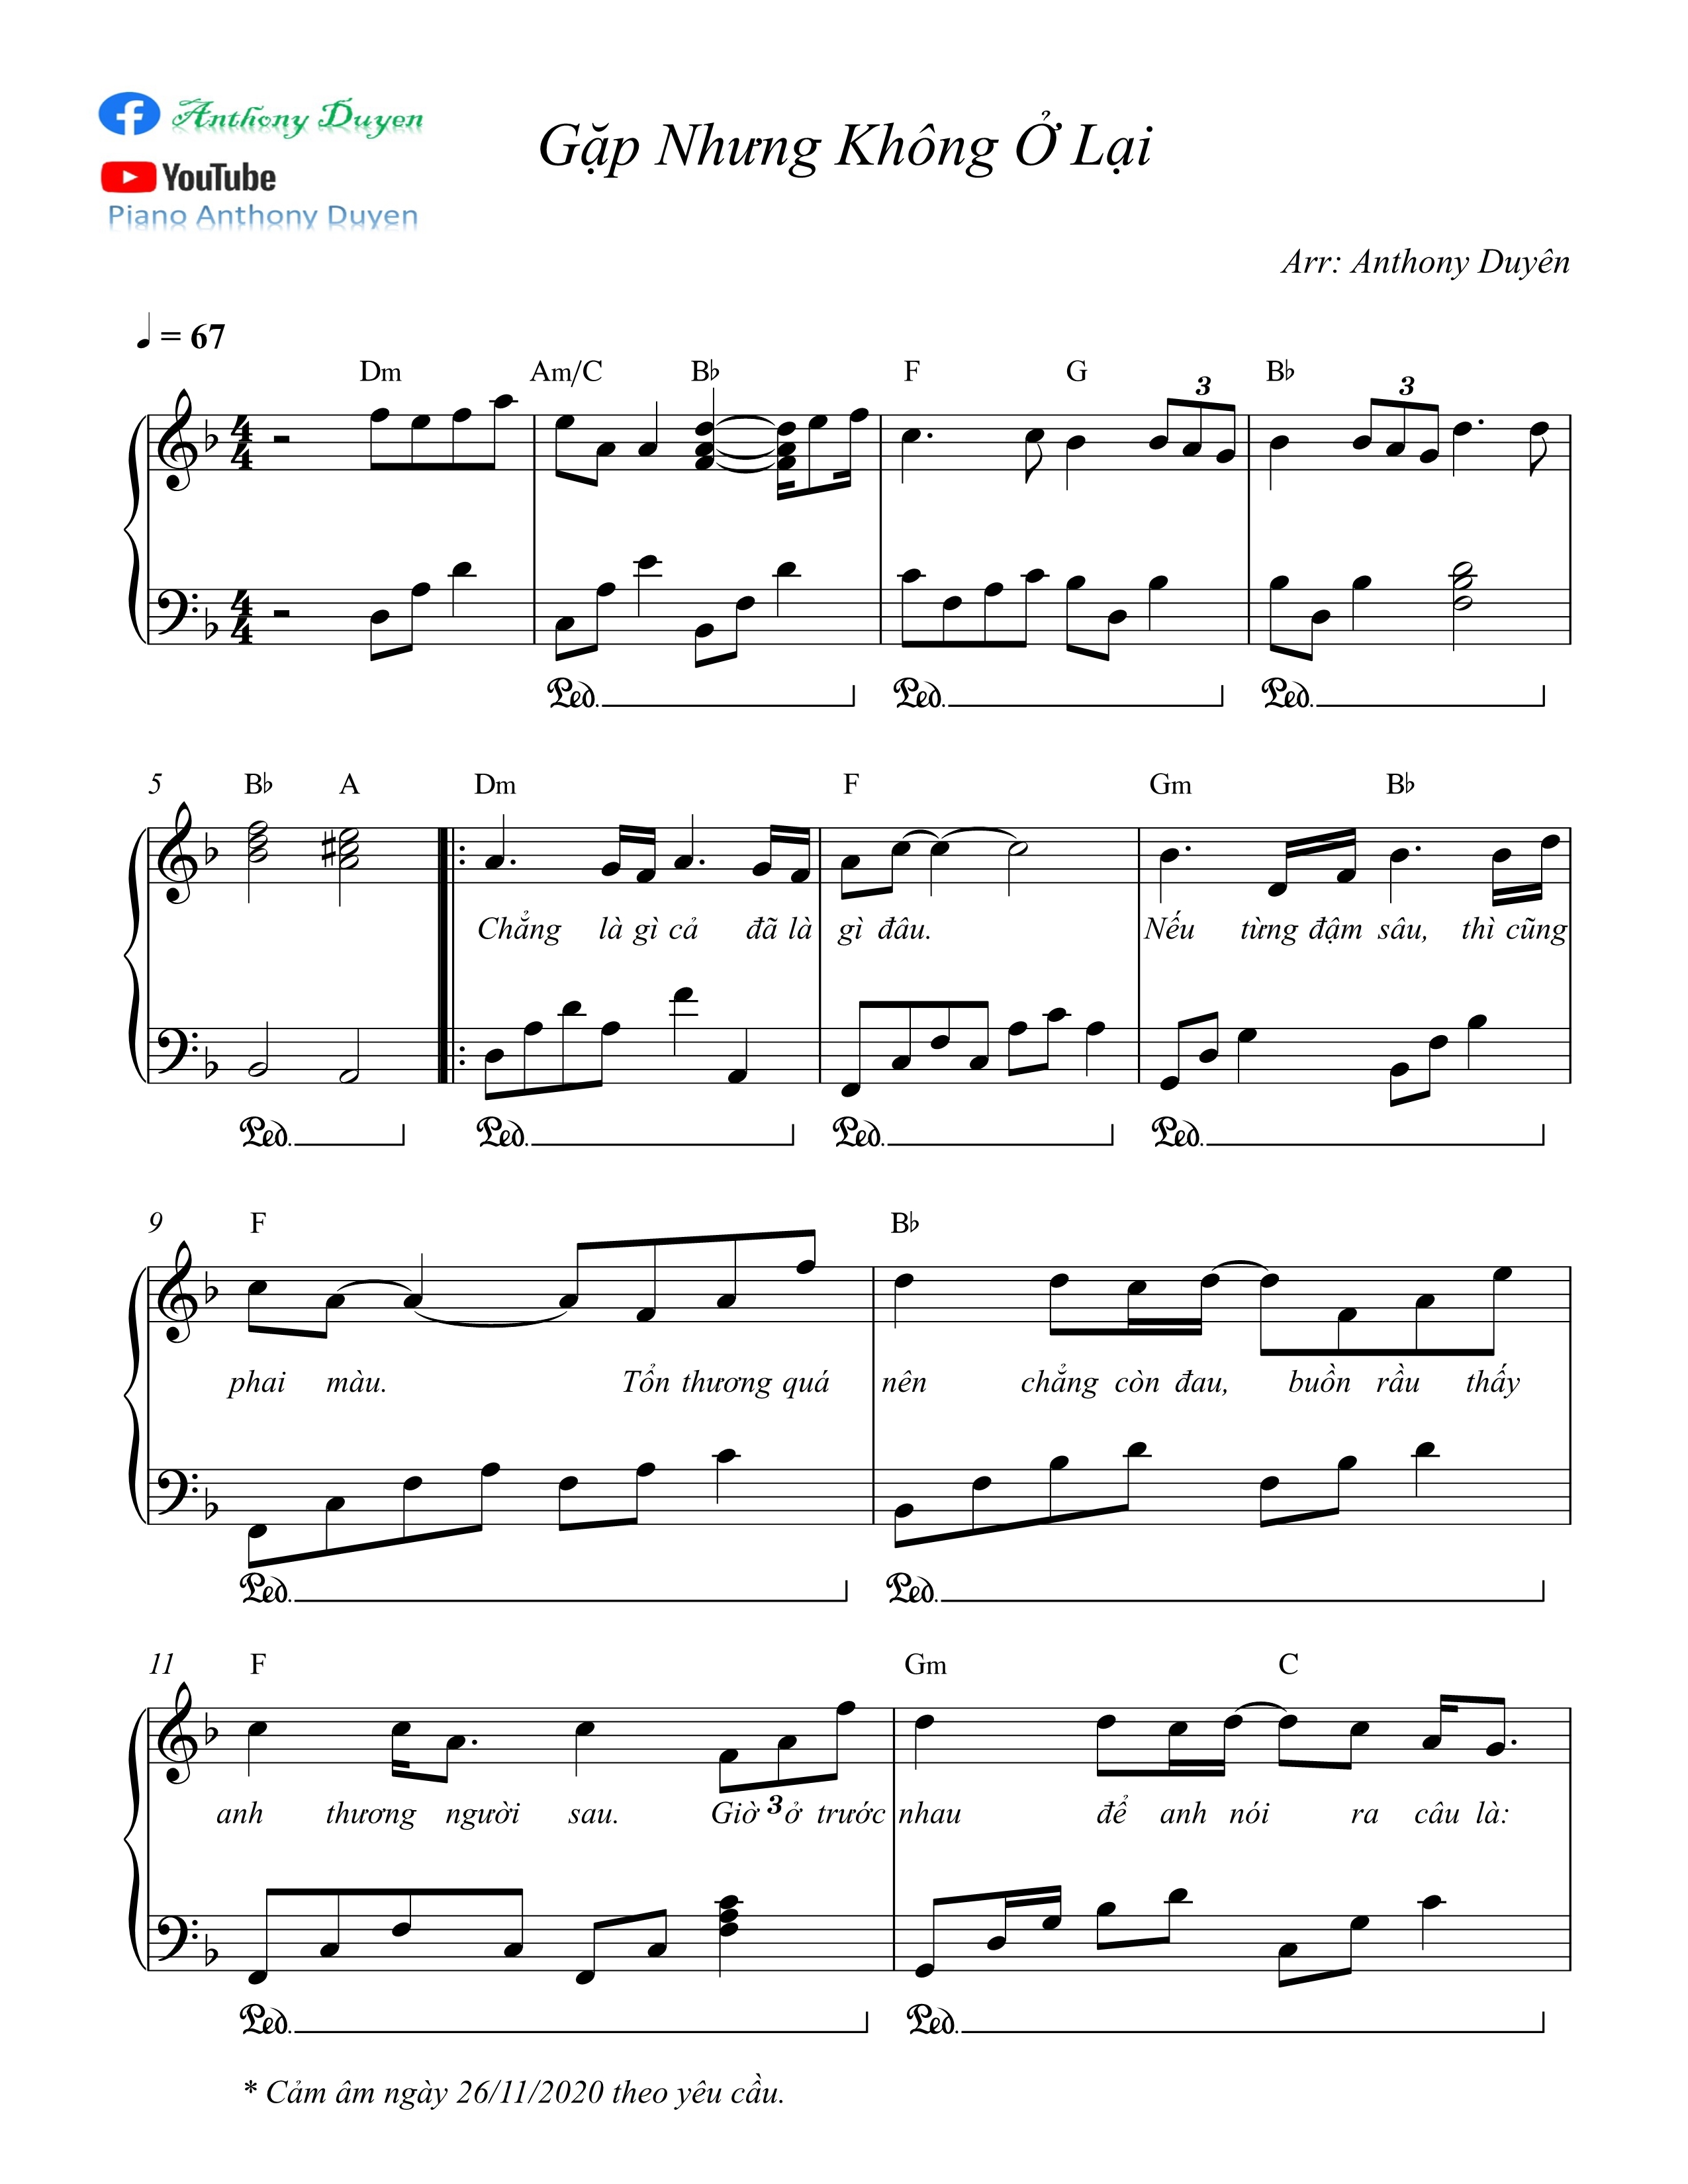 Anthony Duyen
YouTube
Piano Anthony Duyen
Gặp Nhưng Không Ở Lại
Arr: Anthony Duyên
♩ = 67
Dm Am/C B♭ F G 3 B♭ 3
4 4
4 4
Ped. Ped. Ped.
5 B♭ A Dm F Gm B♭
Chẳng là gì cả đã là gì đâu. Nếu từng đậm sâu, thì cũng
Ped. Ped. Ped. Ped.
9 F B♭
phai màu. Tổn thương quá nên chẳng còn đau, buồn rầu thấy
Ped. Ped.
11 F Gm C
anh thương người sau. Giờ 3 ở trước nhau để anh nói ra câu là:
Ped. Ped.
* Cảm âm ngày 26/11/2020 theo yêu cầu.